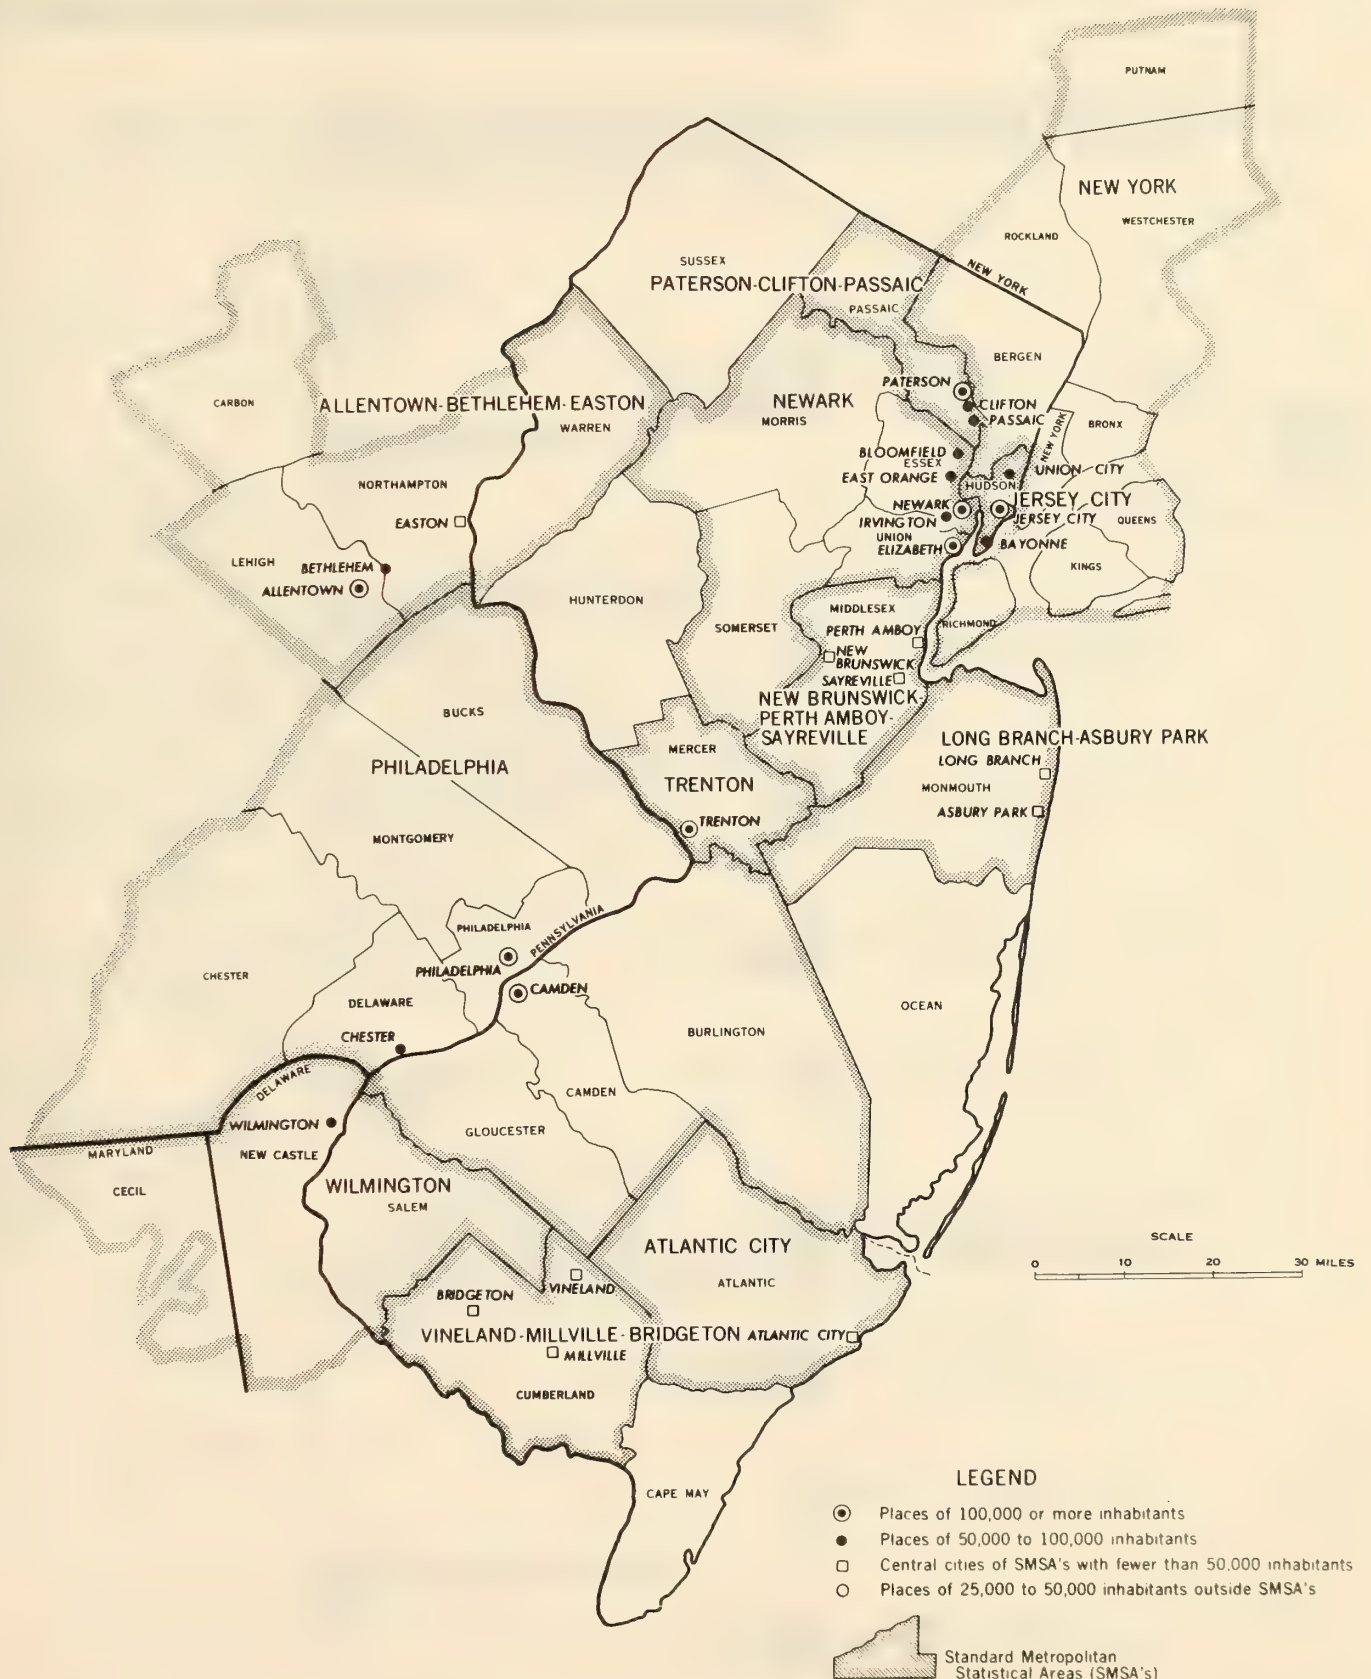 PUTNAM
NEW YORK
WESTCHESTER
ROCKLAND
NEW YORK
SUSSEX
PATERSON-CLIFTON-PASSAIC
PASSAIC
BERGEN
PATERSON
CLIFTON
PASSAIC
NEWARK
MORRIS
CARBON
ALLENTOWN-BETHLEHEM-EASTON
WARREN
BRONX
NEW YORK
BLOOMFIELD
ESSEX
EAST ORANGE
UNION CITY
HUDSON
NORTHAMPTON
EASTON
NEWARK
JERSEY CITY
JERSEY CITY
QUEENS
IRVINGTON
UNION
ELIZABETH
BAYONNE
KINGS
LEHIGH
BETHLEHEM
ALLENTOWN
HUNTERDON
SOMERSET
MIDDLESEX
PERTH AMBOY
RICHMOND
NEW
BRUNSWICK
SAYREVILLE
NEW BRUNSWICK-
PERTH AMBOY-
SAYREVILLE
BUCKS
MERCER
TRENTON
TRENTON
LONG BRANCH-ASBURY PARK
LONG BRANCH
MONMOUTH
ASBURY PARK
PHILADELPHIA
MONTGOMERY
PHILADELPHIA
PENNSYLVANIA
PHILADELPHIA
CAMDEN
CHESTER
DELAWARE
CHESTER
OCEAN
BURLINGTON
DELAWARE
CAMDEN
WILMINGTON
GLOUCESTER
MARYLAND
NEW CASTLE
CECIL
WILMINGTON
SALEM
ATLANTIC CITY
ATLANTIC
SCALE
0 10 20 30 MILES
VINELAND
BRIDGETON
VINELAND-MILLVILLE-BRIDGETON
ATLANTIC CITY
MILLVILLE
CUMBERLAND
CAPE MAY
LEGEND
Places of 100,000 or more inhabitants
Places of 50,000 to 100,000 inhabitants
Central cities of SMSA's with fewer than 50,000 inhabitants
Places of 25,000 to 50,000 inhabitants outside SMSA's
Standard Metropolitan
Statistical Areas (SMSA's)